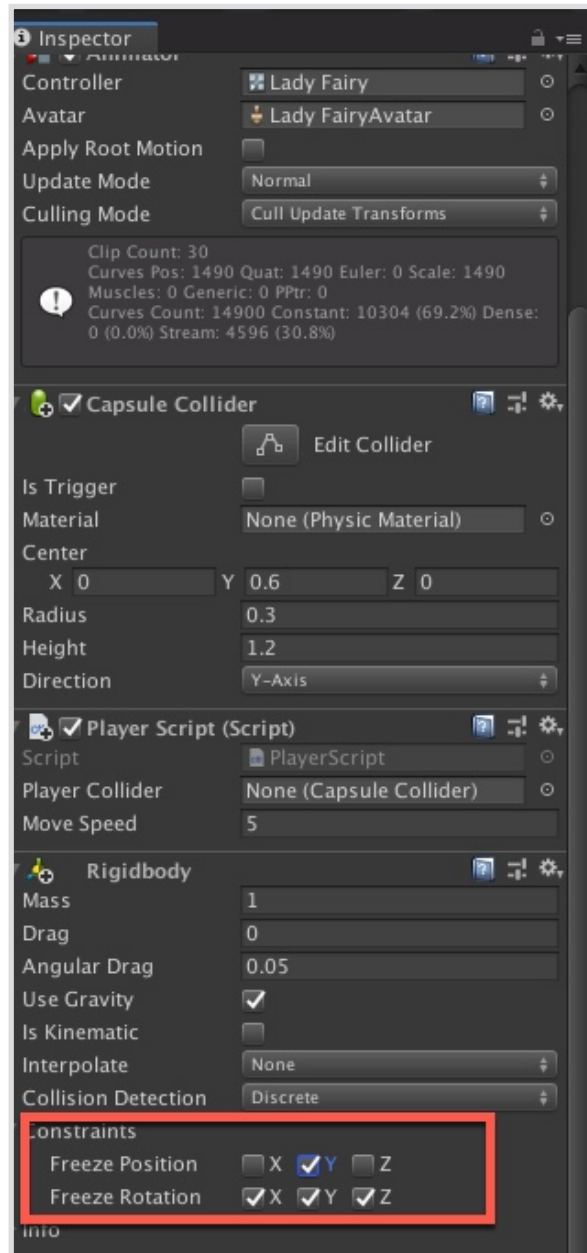 Inspector
Animator
Controller Lady Fairy
Avatar Lady FairyAvatar
Apply Root Motion
Update Mode Normal
Culling Mode Cull Update Transforms
Clip Count: 30
Curves Pos: 1490 Quat: 1490 Euler: 0 Scale: 1490
Muscles: 0 Generic: 0 PPtr: 0
Curves Count: 14900 Constant: 10304 (69.2%) Dense:
0 (0.0%) Stream: 4596 (30.8%)
Capsule Collider
Edit Collider
Is Trigger
Material None (Physic Material)
Center
X 0 Y 0.6 Z 0
Radius 0.3
Height 1.2
Direction Y-Axis
Player Script (Script)
Script PlayerScript
Player Collider None (Capsule Collider)
Move Speed 5
Rigidbody
Mass 1
Drag 0
Angular Drag 0.05
Use Gravity
Is Kinematic
Interpolate None
Collision Detection Discrete
Constraints
Freeze Position X Y Z
Freeze Rotation X Y Z
Info